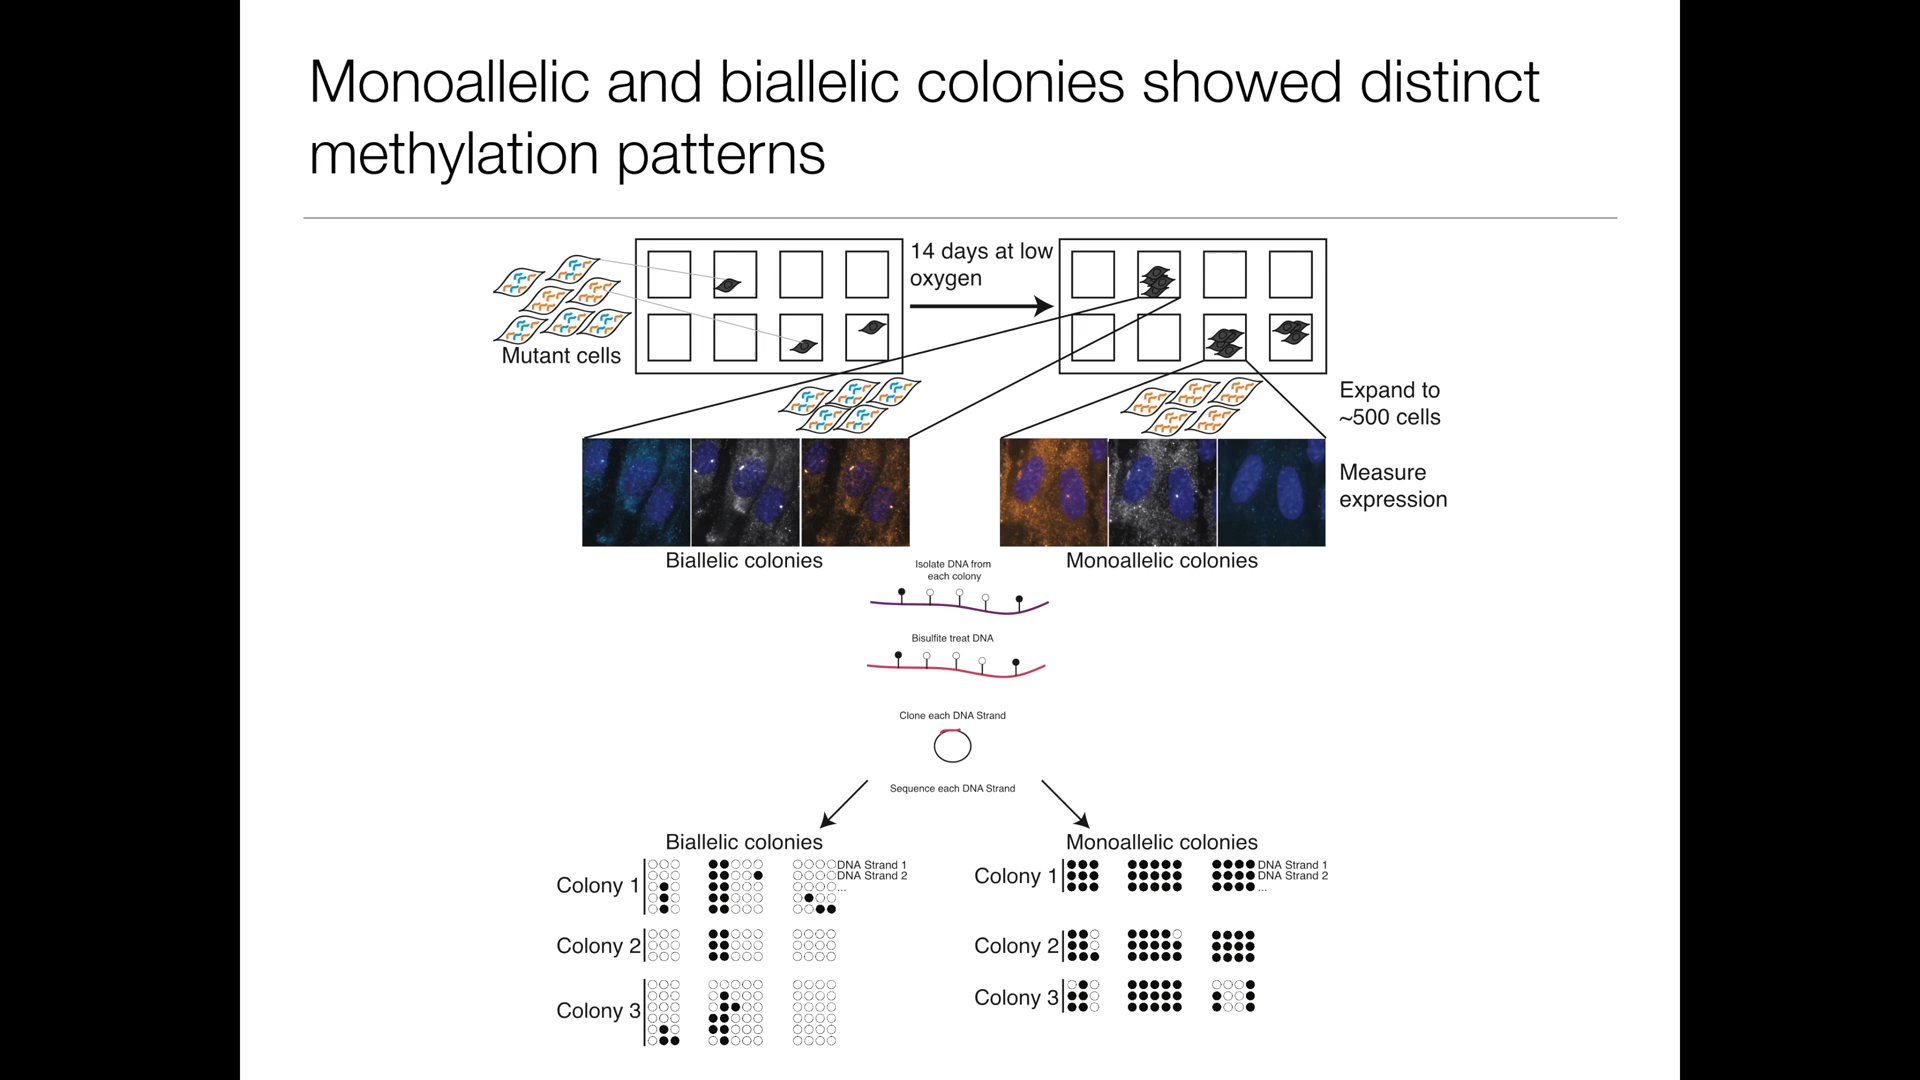 Monoallelic and biallelic colonies showed distinct
methylation patterns
14 days at low
oxygen
Mutant cells
Expand to
~500 cells
Measure
expression
Biallelic colonies
Monoallelic colonies
Isolate DNA from
each colony
Bisulfite treat DNA
Clone each DNA Strand
Sequence each DNA Strand
Biallelic colonies
Colony 1
DNA Strand 1
DNA Strand 2
...
Colony 2
Colony 3
Monoallelic colonies
Colony 1
DNA Strand 1
DNA Strand 2
...
Colony 2
Colony 3